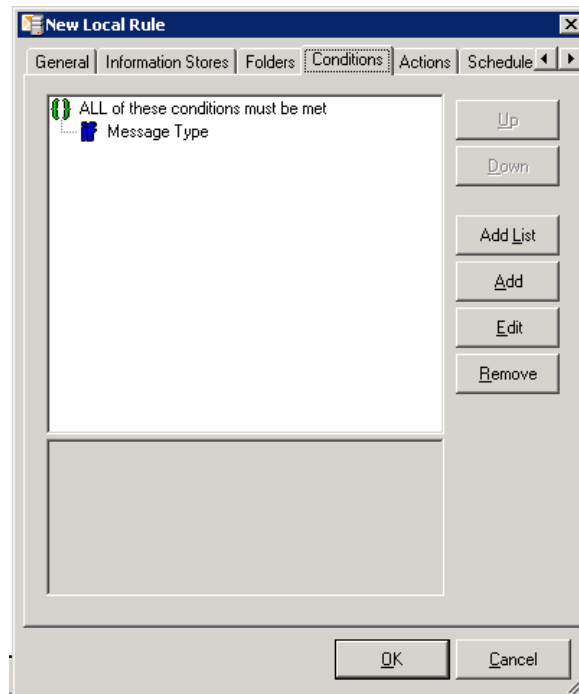 New Local Rule
General Information Stores Folders Conditions Actions Schedule
ALL of these conditions must be met
if Message Type
Up
Down
Add List
Add
Edit
Remove
OK Cancel